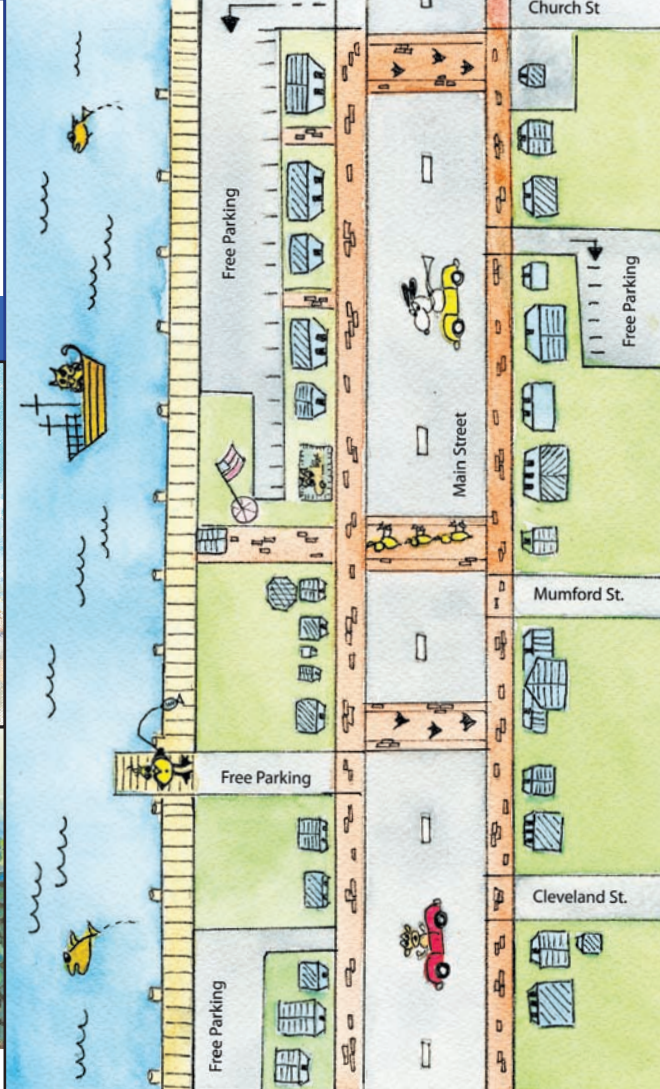 Church St
Free Parking
Free Parking
Main Street
Mumford St.
Free Parking
Cleveland St.
Free Parking